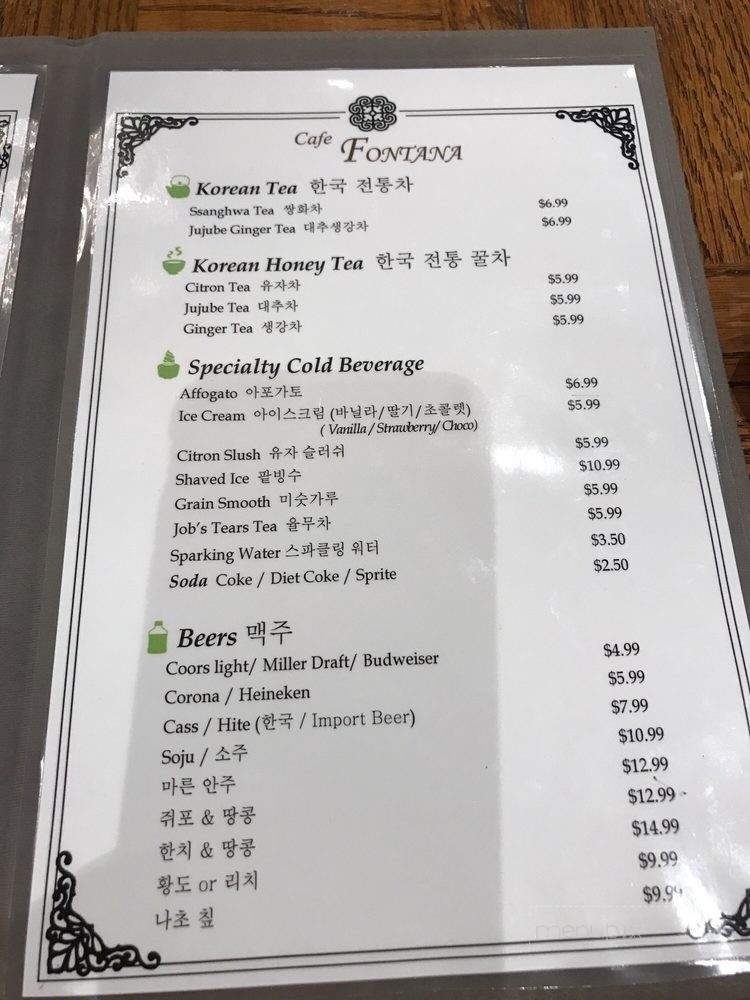 Cafe FONTANA
Korean Tea 한국 전통차
Ssanghwa Tea 쌍화차 $6.99
Jujube Ginger Tea 대추생강차 $6.99
Korean Honey Tea 한국 전통 꿀차
Citron Tea 유자차 $5.99
Jujube Tea 대추차 $5.99
Ginger Tea 생강차 $5.99
Specialty Cold Beverage
Affogato 아포가토 $6.99
Ice Cream 아이스크림 (바닐라/딸기/초콜렛) $5.99
( Vanilla / Strawberry/ Choco)
Citron Slush 유자 슬러쉬 $5.99
Shaved Ice 팥빙수 $10.99
Grain Smooth 미숫가루 $5.99
Job's Tears Tea 율무차 $5.99
Sparking Water 스파클링 워터 $3.50
Soda Coke / Diet Coke / Sprite $2.50
Beers 맥주
Coors light/ Miller Draft/ Budweiser $4.99
Corona / Heineken $5.99
Cass / Hite (한국 / Import Beer) $7.99
Soju / 소주 $10.99
마른 안주 $12.99
쥐포 & 땅콩 $12.99
한치 & 땅콩 $14.99
황도 or 리치 $9.99
나초 칲 $9.99